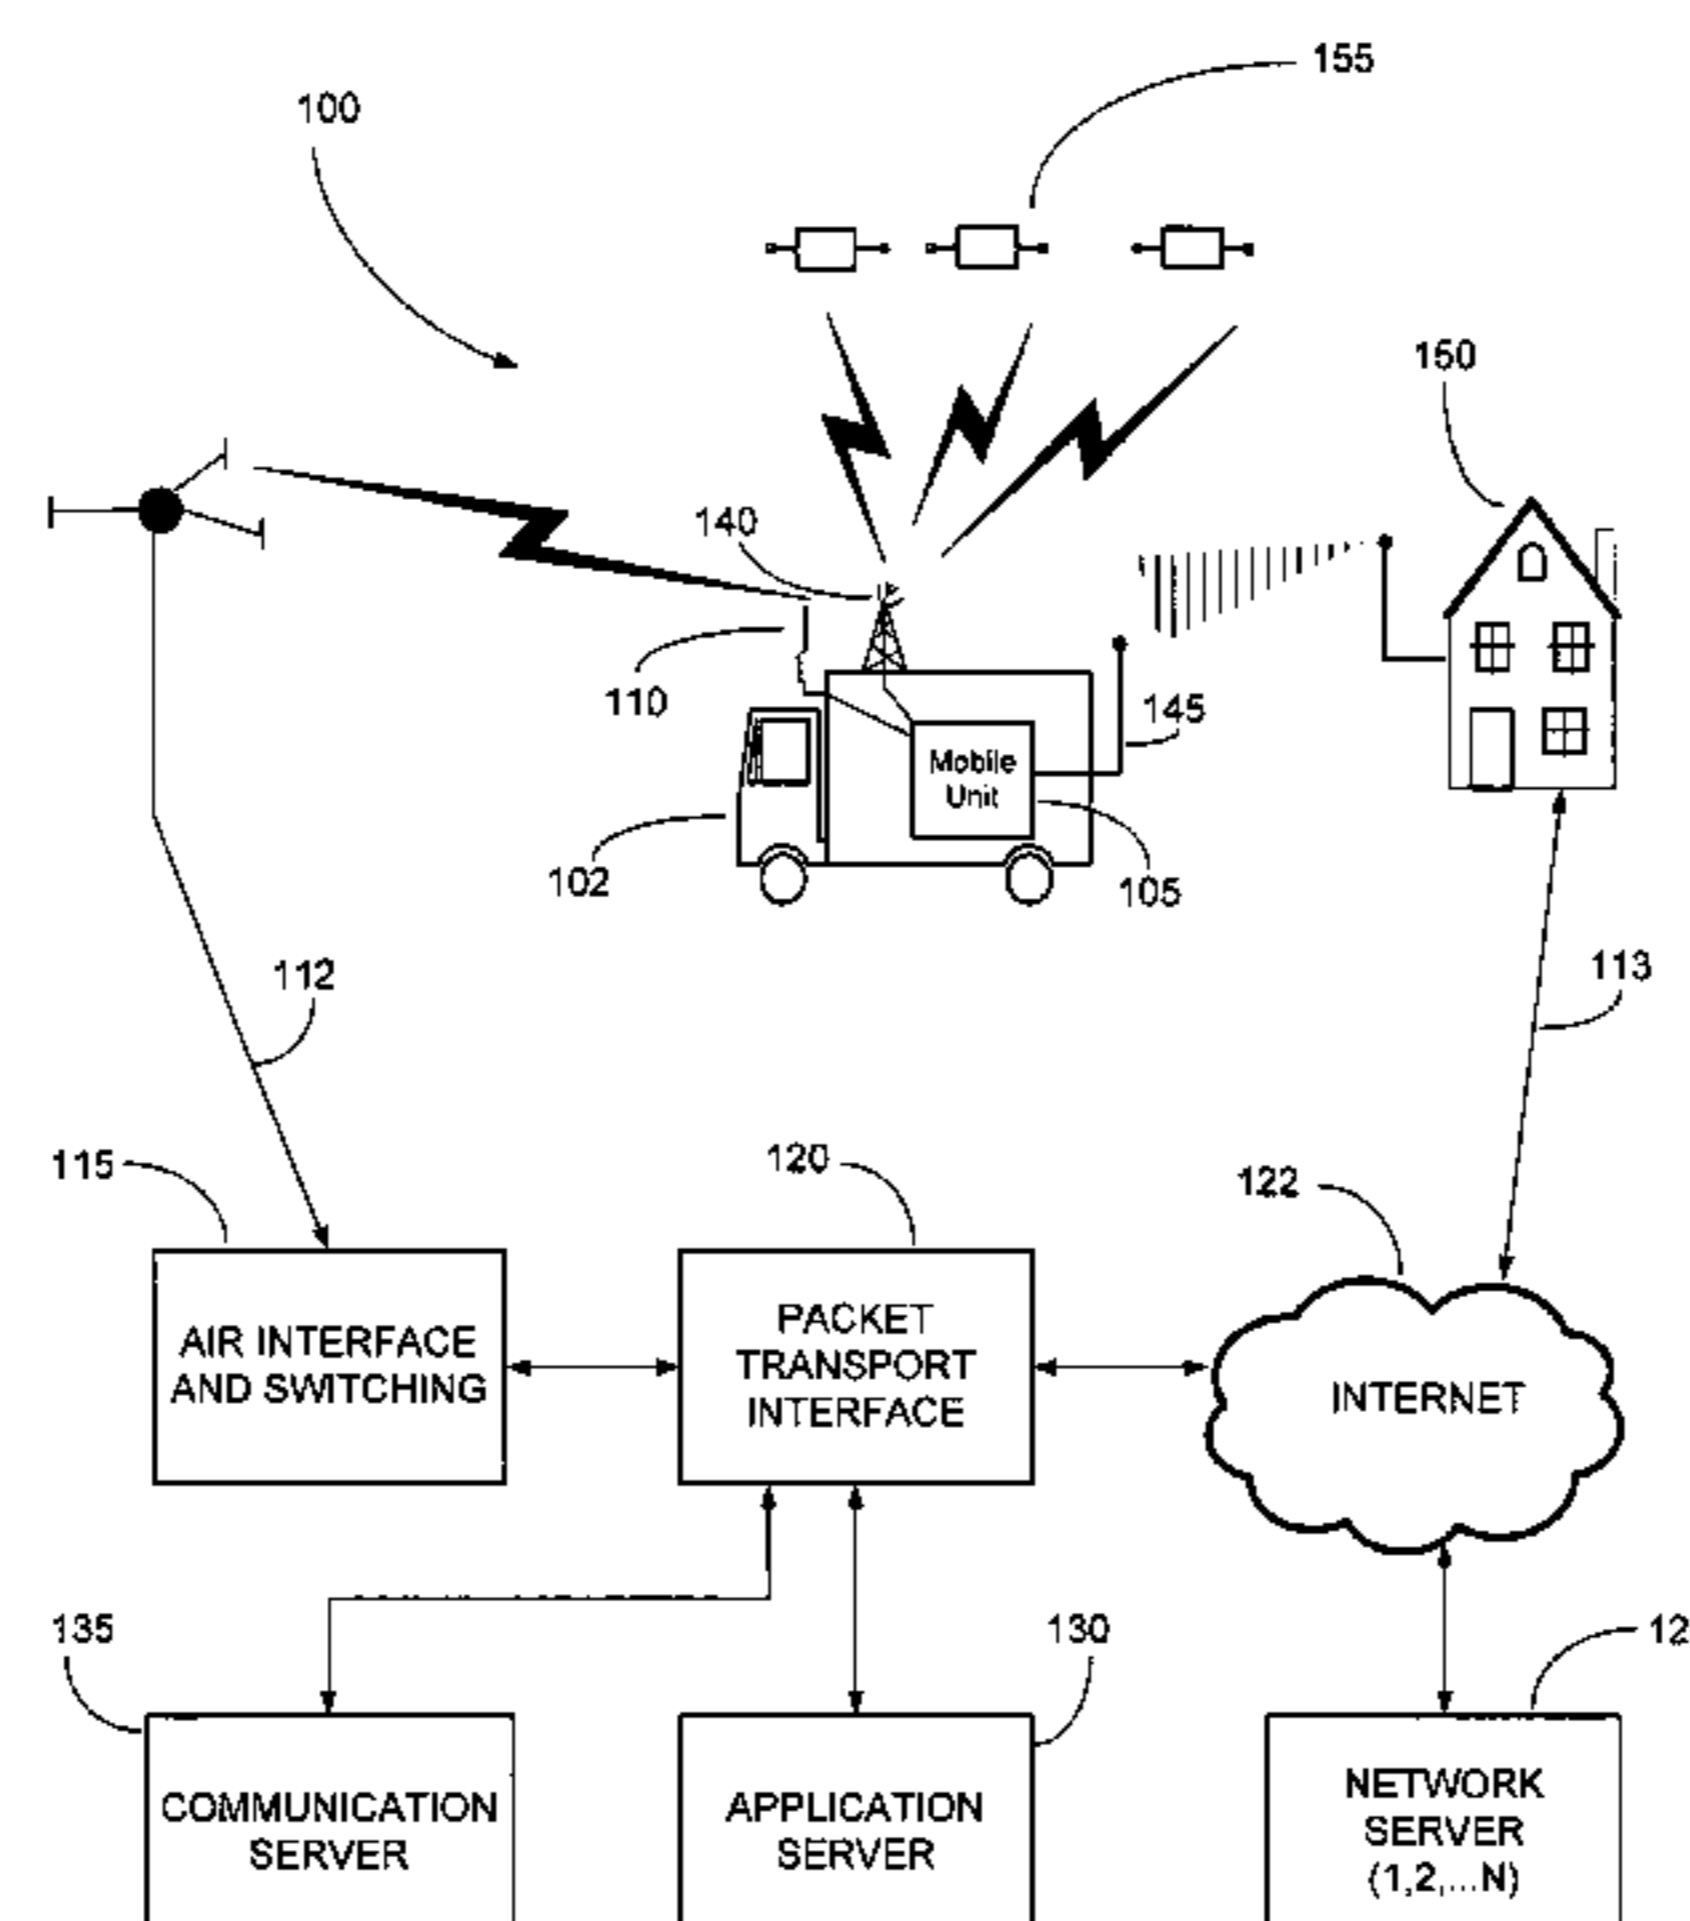 155
100
150
140
110
145
Mobile
Unit
102
105
112
113
115
120
122
AIR INTERFACE
AND SWITCHING
PACKET
TRANSPORT
INTERFACE
INTERNET
135
130
12
COMMUNICATION
SERVER
APPLICATION
SERVER
NETWORK
SERVER
(1,2,...N)